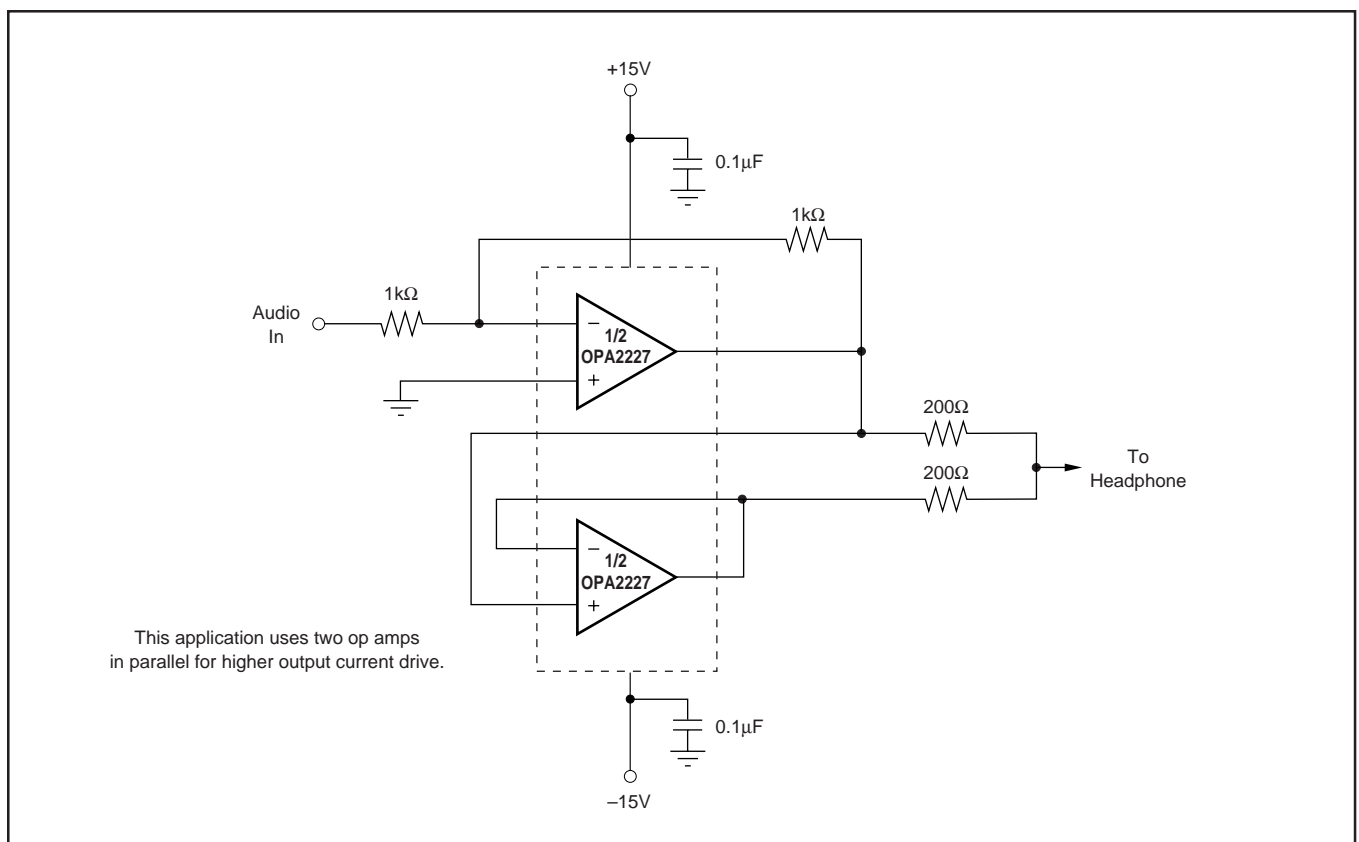 +15V
0.1µF
1kΩ
1kΩ
Audio
In
–
1/2
OPA2227
+
200Ω
To
Headphone
200Ω
–
1/2
OPA2227
+
This application uses two op amps
in parallel for higher output current drive.
0.1µF
–15V